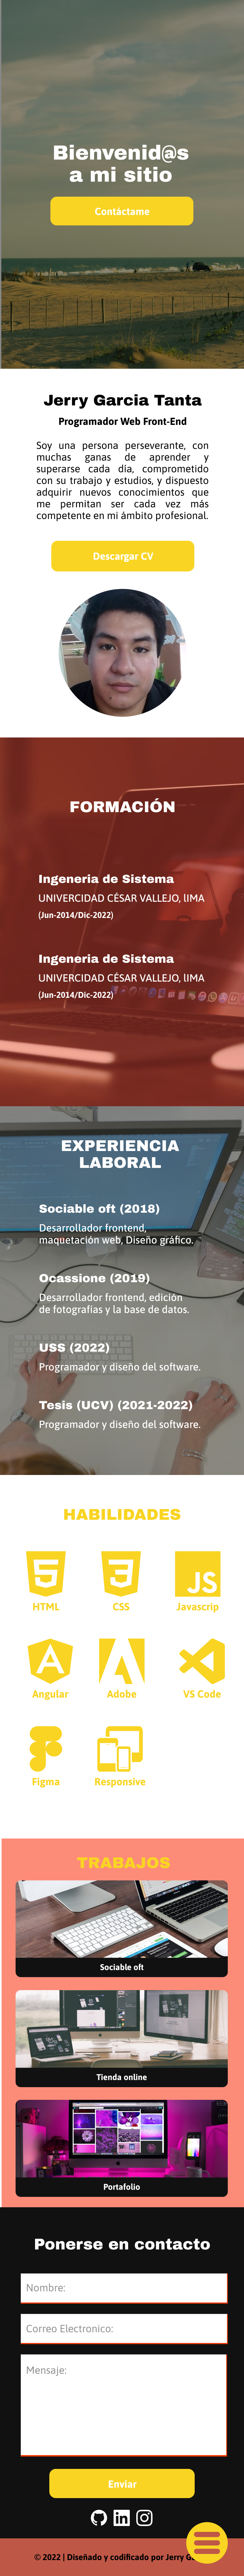 Bienvenid@s
a mi sitio
Contáctame
Jerry Garcia Tanta
Programador Web Front-End
Soy una persona perseverante, con
muchas ganas de aprender y
superarse cada día, comprometido
con su trabajo y estudios, y dispuesto
adquirir nuevos conocimientos que
me permitan ser cada vez más
competente en mi ámbito profesional.
Descargar CV
FORMACIÓN
Ingeneria de Sistema
UNIVERCIDAD CÉSAR VALLEJO, lIMA
(Jun-2014/Dic-2022)
Ingeneria de Sistema
UNIVERCIDAD CÉSAR VALLEJO, lIMA
(Jun-2014/Dic-2022)
EXPERIENCIA
LABORAL
Sociable oft (2018)
Desarrollador frontend,
maquetación web, Diseño gráfico.
Ocassione (2019)
Desarrollador frontend, edición
de fotografías y la base de datos.
USS (2022)
Programador y diseño del software.
Tesis (UCV) (2021-2022)
Programador y diseño del software.
HABILIDADES
5 3 JS
HTML CSS Javascrip
Angular Adobe VS Code
Figma Responsive
TRABAJOS
Sociable oft
Tienda online
Portafolio
Ponerse en contacto
Nombre:
Correo Electronico:
Mensaje:
Enviar
© 2022 | Diseñado y codificado por Jerry